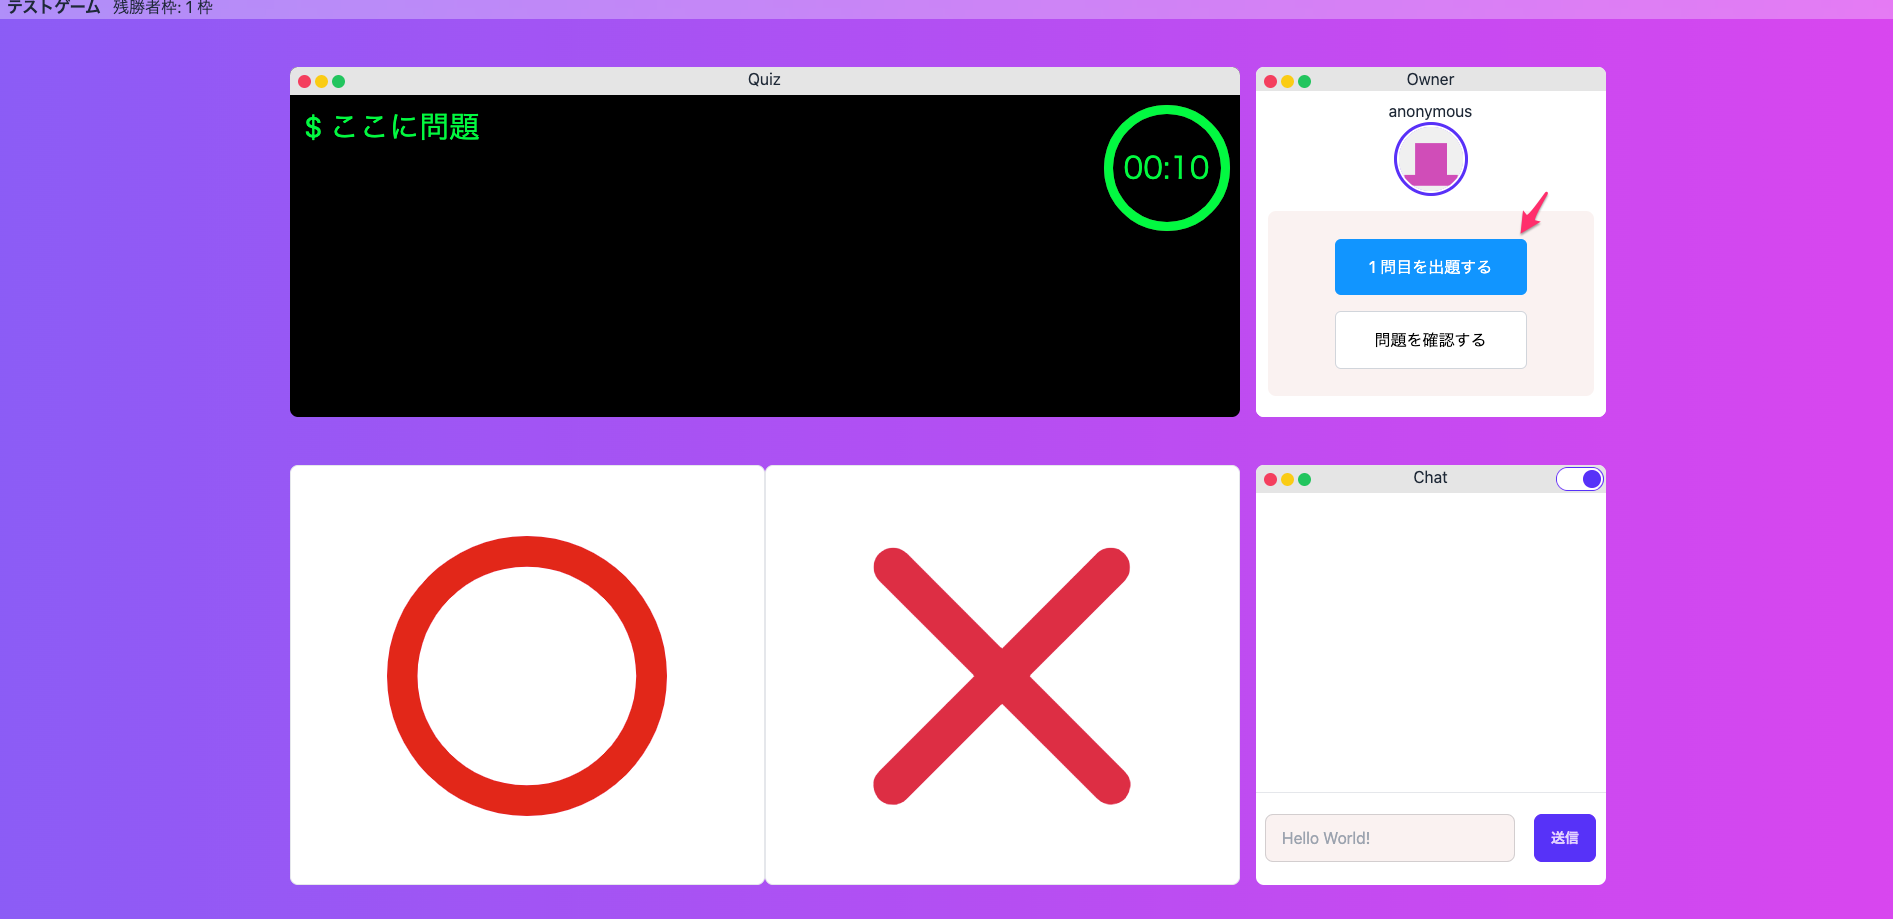 テストゲーム 残勝者枠: 1 枠
Quiz
$ ここに問題
00:10
Owner
anonymous
1 問目を出題する
問題を確認する
Chat
Hello World!
送信